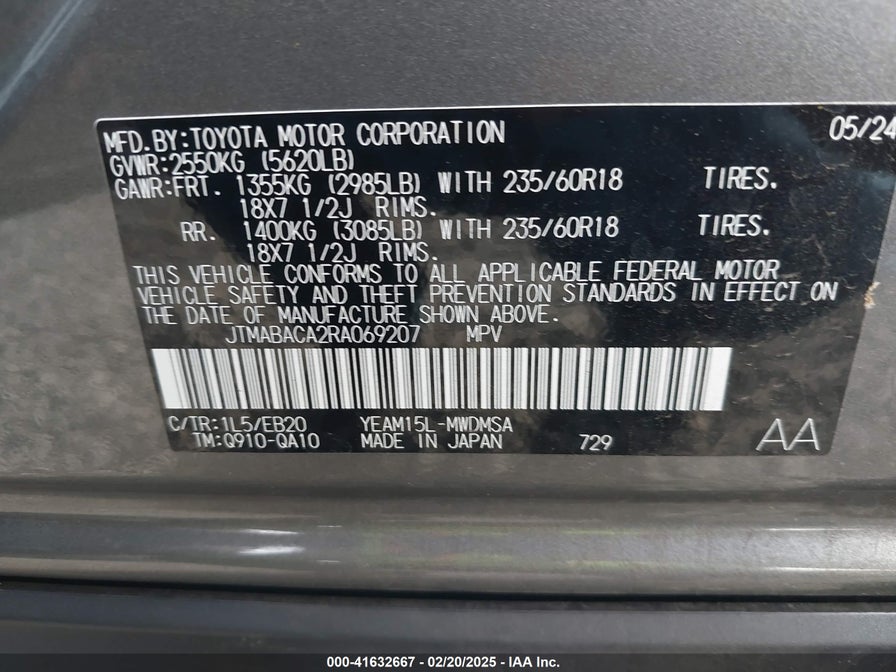 MFD.BY:TOYOTA MOTOR CORPORATION 05/24
GVWR:2550KG (5620LB)
GAWR:FRT. 1355KG (2985LB) WITH 235/60R18 TIRES.
18X7 1/2J RIMS.
RR. 1400KG (3085LB) WITH 235/60R18 TIRES.
18X7 1/2J RIMS.
THIS VEHICLE CONFORMS TO ALL APPLICABLE FEDERAL MOTOR
VEHICLE SAFETY AND THEFT PREVENTION STANDARDS IN EFFECT ON
THE DATE OF MANUFACTURE SHOWN ABOVE.
JTMABACA2RA069207 MPV
C/TR:1L5/EB20 YEAM15L-MWDMSA
TM:Q910-QA10 MADE IN JAPAN 729 AA
000-41632667 - 02/20/2025 - IAA Inc.